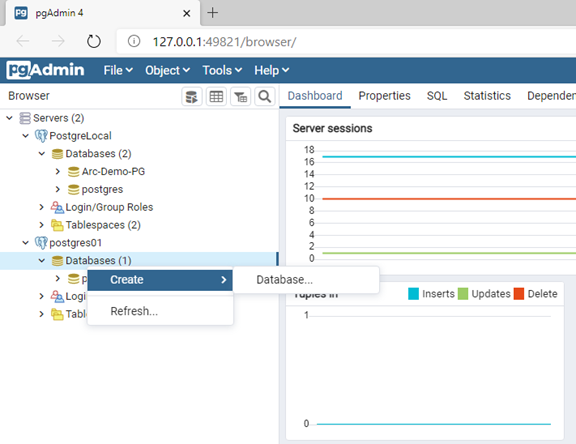 pgAdmin 4
127.0.0.1:49821/browser/
pgAdmin File Object Tools Help
Browser
Dashboard Properties SQL Statistics Dependen
Servers (2)
PostgreLocal
Databases (2)
Arc-Demo-PG
postgres
Login/Group Roles
Tablespaces (2)
postgres01
Databases (1)
p
Logi
Table
Create
Database...
Refresh...
Server sessions
18
16
14
12
10
8
6
4
2
0
Tuples in
Inserts Updates Delete
1
0